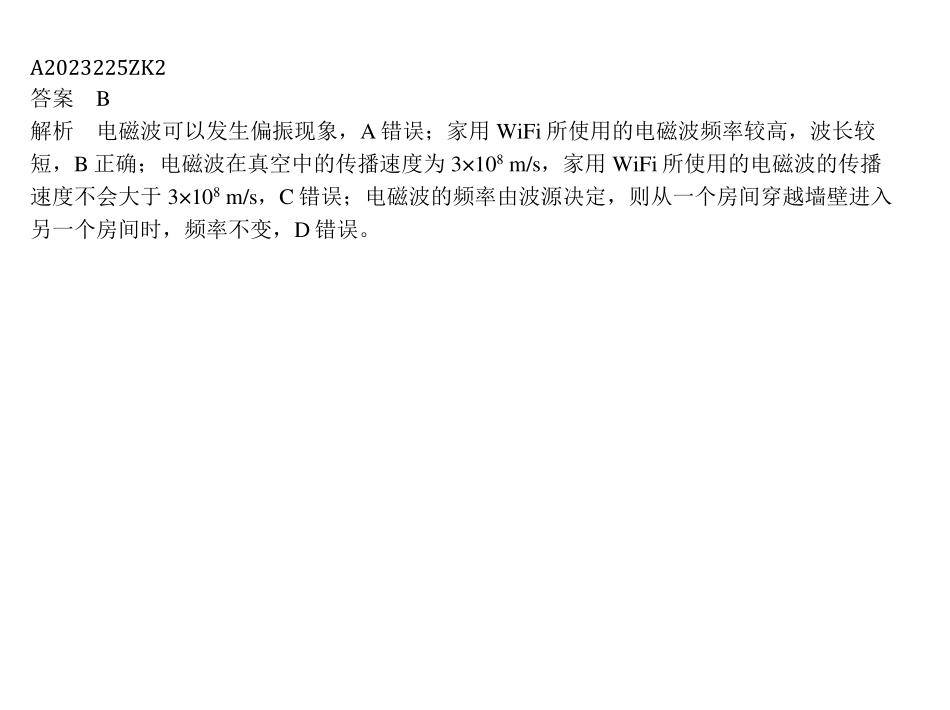 A2023225ZK2
答案　B
解析　电磁波可以发生偏振现象，A 错误；家用 WiFi 所使用的电磁波频率较高，波长较
短，B 正确；电磁波在真空中的传播速度为 3×10⁸ m/s，家用 WiFi 所使用的电磁波的传播
速度不会大于 3×10⁸ m/s，C 错误；电磁波的频率由波源决定，则从一个房间穿越墙壁进入
另一个房间时，频率不变，D 错误。